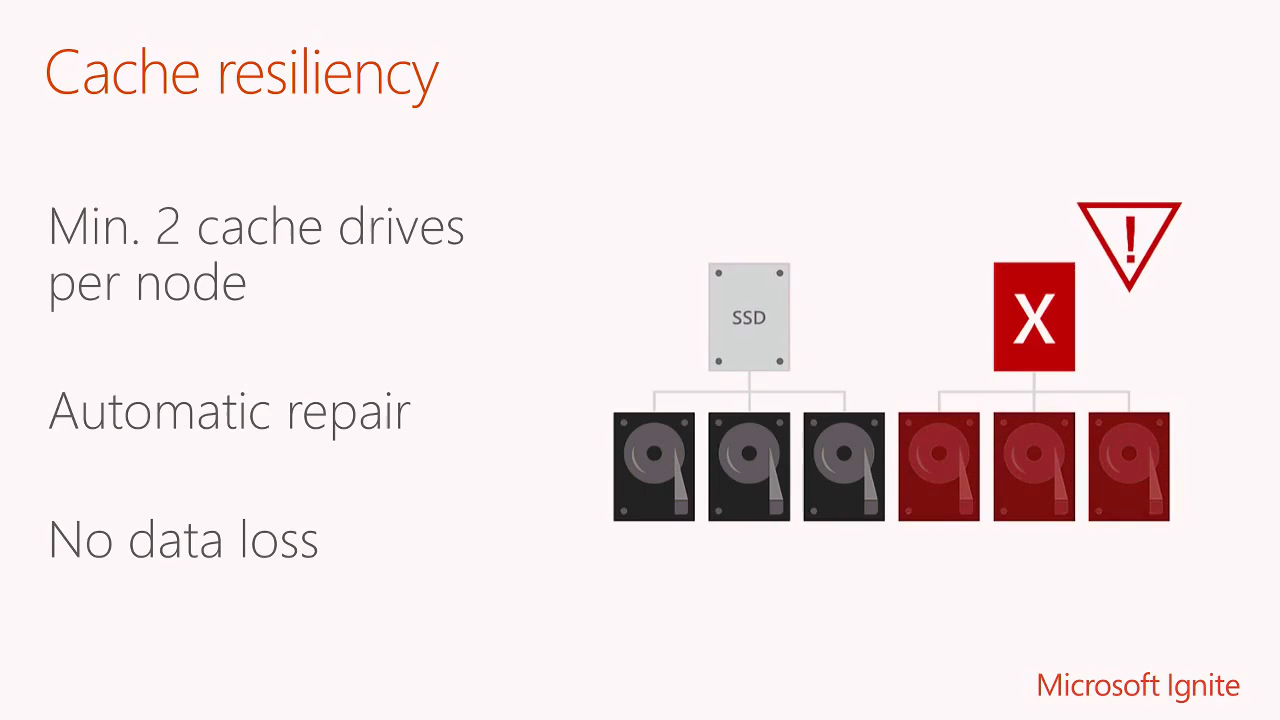 Cache resiliency
Min. 2 cache drives
per node
Automatic repair
No data loss
SSD
X
!
Microsoft Ignite